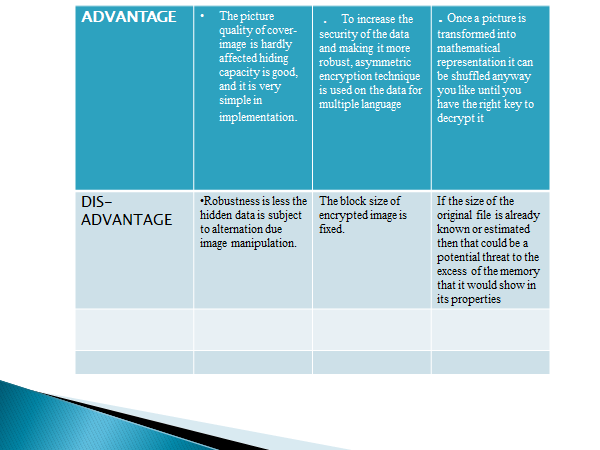 ADVANTAGE
• The picture
quality of cover-
image is hardly
affected hiding
capacity is good,
and it is very
simple in
implementation.
. To increase the
security of the data
and making it more
robust, asymmetric
encryption technique
is used on the data for
multiple language
. Once a picture is
transformed into
mathematical
representation it can
be shuffled anyway
you like until you
have the right key to
decrypt it
DIS-
ADVANTAGE
•Robustness is less the
hidden data is subject
to alternation due
image manipulation.
The block size of
encrypted image is
fixed.
If the size of the
original file is already
known or estimated
then that could be a
potential threat to the
excess of the memory
that it would show in
its properties